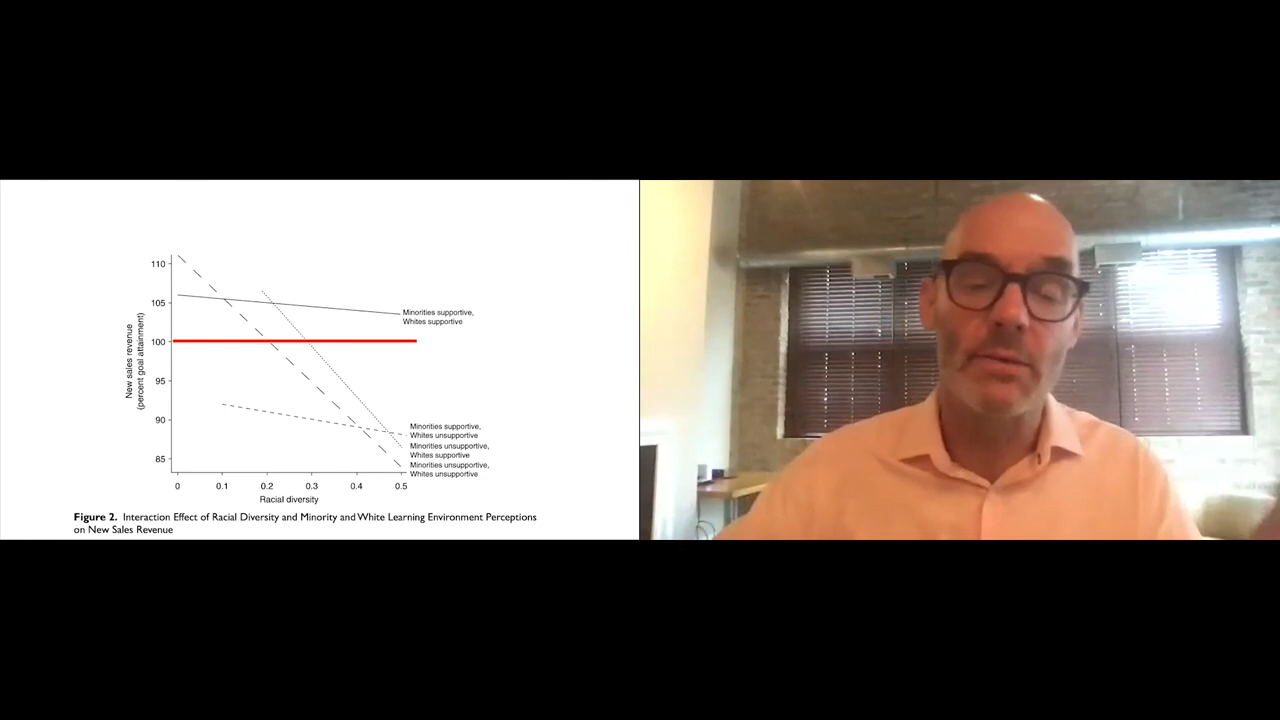 110
105
100
95
90
85
New sales revenue
(percent goal attainment)
Minorities supportive,
Whites supportive
Minorities supportive,
Whites unsupportive
Minorities unsupportive,
Whites supportive
Minorities unsupportive,
Whites unsupportive
0 0.1 0.2 0.3 0.4 0.5
Racial diversity
Figure 2. Interaction Effect of Racial Diversity and Minority and White Learning Environment Perceptions
on New Sales Revenue